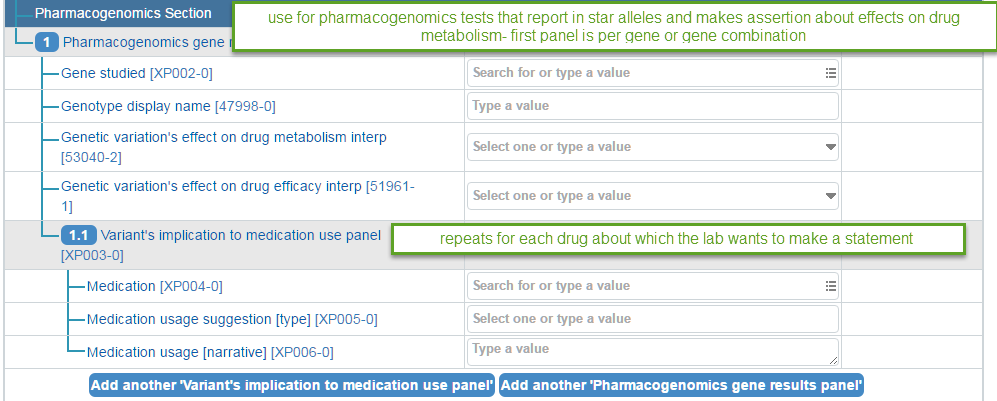 Pharmacogenomics Section
use for pharmacogenomics tests that report in star alleles and makes assertion about effects on drug
metabolism- first panel is per gene or gene combination
1 Pharmacogenomics gene
Gene studied [XP002-0]
Search for or type a value
Genotype display name [47998-0]
Type a value
Genetic variation's effect on drug metabolism interp
[53040-2]
Select one or type a value
Genetic variation's effect on drug efficacy interp [51961-
1]
Select one or type a value
1.1 Variant's implication to medication use panel
[XP003-0]
repeats for each drug about which the lab wants to make a statement
Medication [XP004-0]
Search for or type a value
Medication usage suggestion [type] [XP005-0]
Select one or type a value
Medication usage [narrative] [XP006-0]
Type a value
Add another 'Variant's implication to medication use panel'
Add another 'Pharmacogenomics gene results panel'